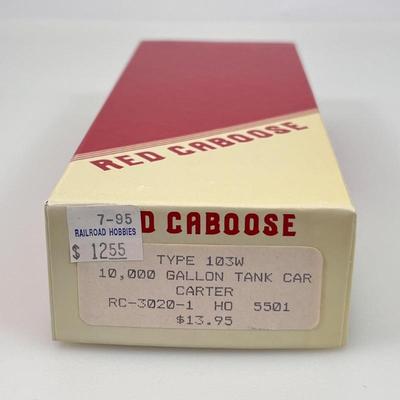 RED CABOOSE
7-95
RAILROAD HOBBIES
$ 12.55
D CABOOSE
TYPE 103W
10,000 GALLON TANK CAR
CARTER
RC-3020-1 HO 5501
$13.95